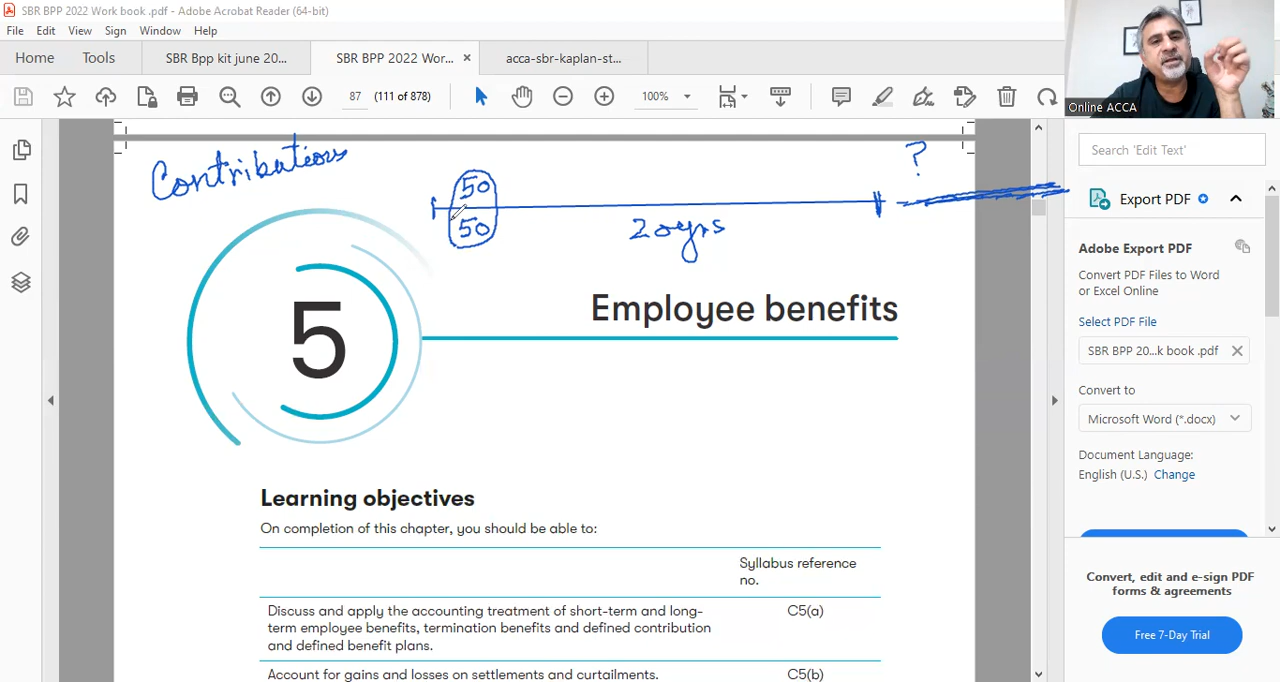 SBR BPP 2022 Work book .pdf - Adobe Acrobat Reader (64-bit)
File Edit View Sign Window Help
Home Tools SBR Bpp kit june 20... SBR BPP 2022 Wor... × acca-sbr-kaplan-st...
87 (111 of 878) 100%
Online ACCA
Contributions
50
50
20yrs
?
5
Employee benefits
Learning objectives
On completion of this chapter, you should be able to:
Syllabus reference
no.
Discuss and apply the accounting treatment of short-term and long-
term employee benefits, termination benefits and defined contribution
and defined benefit plans.
C5(a)
Account for gains and losses on settlements and curtailments.
C5(b)
Search 'Edit Text'
Export PDF
Adobe Export PDF
Convert PDF Files to Word
or Excel Online
Select PDF File
SBR BPP 20...k book .pdf
Convert to
Microsoft Word (*.docx)
Document Language:
English (U.S.) Change
Convert, edit and e-sign PDF
forms & agreements
Free 7-Day Trial